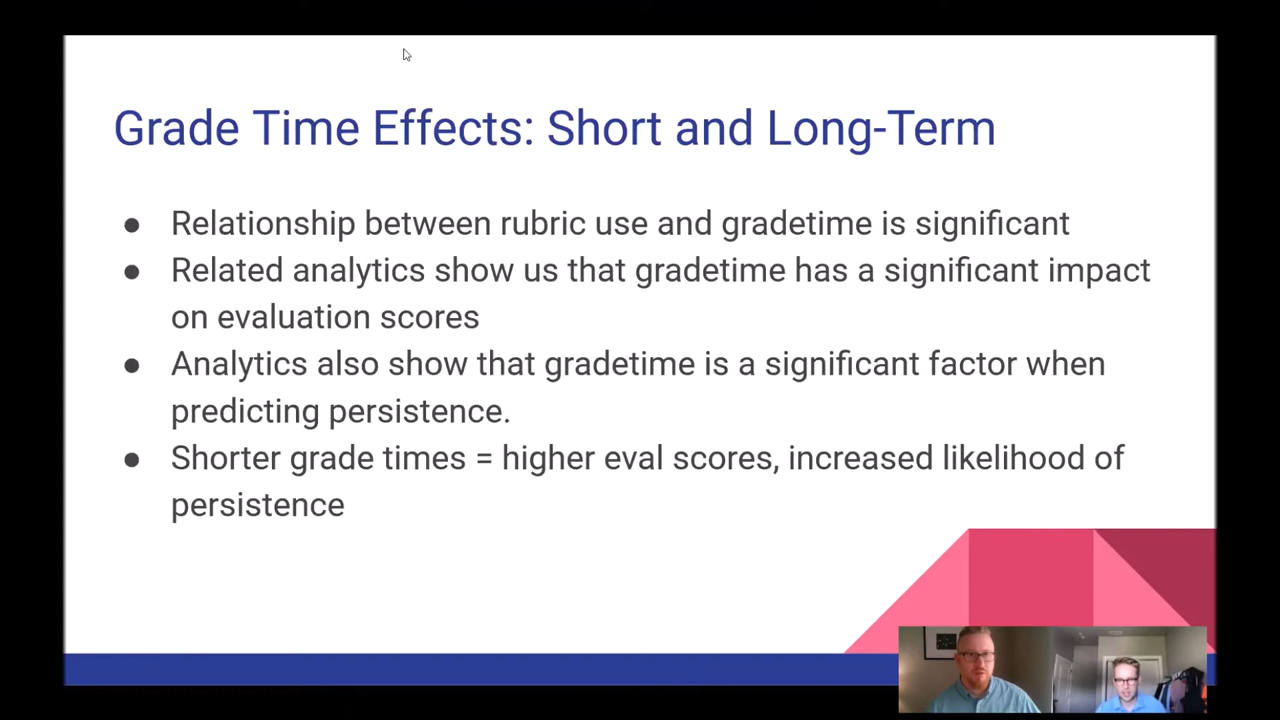 Grade Time Effects: Short and Long-Term
● Relationship between rubric use and gradetime is significant
● Related analytics show us that gradetime has a significant impact
on evaluation scores
● Analytics also show that gradetime is a significant factor when
predicting persistence.
● Shorter grade times = higher eval scores, increased likelihood of
persistence